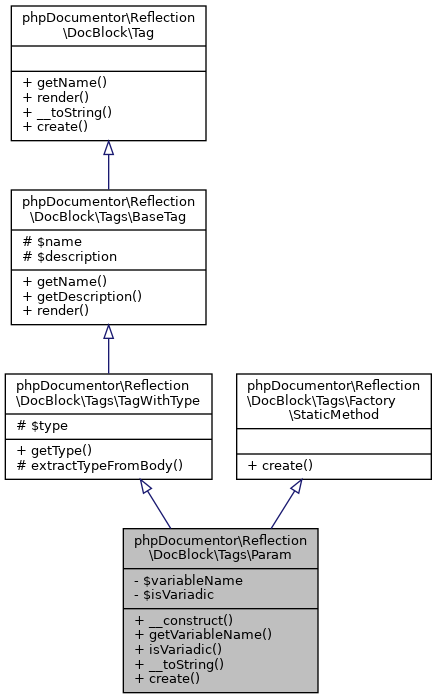 phpDocumentor\Reflection
\DocBlock\Tag
+ getName()
+ render()
+ __toString()
+ create()
phpDocumentor\Reflection
\DocBlock\Tags\BaseTag
# $name
# $description
+ getName()
+ getDescription()
+ render()
phpDocumentor\Reflection
\DocBlock\Tags\TagWithType
# $type
+ getType()
# extractTypeFromBody()
phpDocumentor\Reflection
\DocBlock\Tags\Factory
\StaticMethod
+ create()
phpDocumentor\Reflection
\DocBlock\Tags\Param
- $variableName
- $isVariadic
+ __construct()
+ getVariableName()
+ isVariadic()
+ __toString()
+ create()